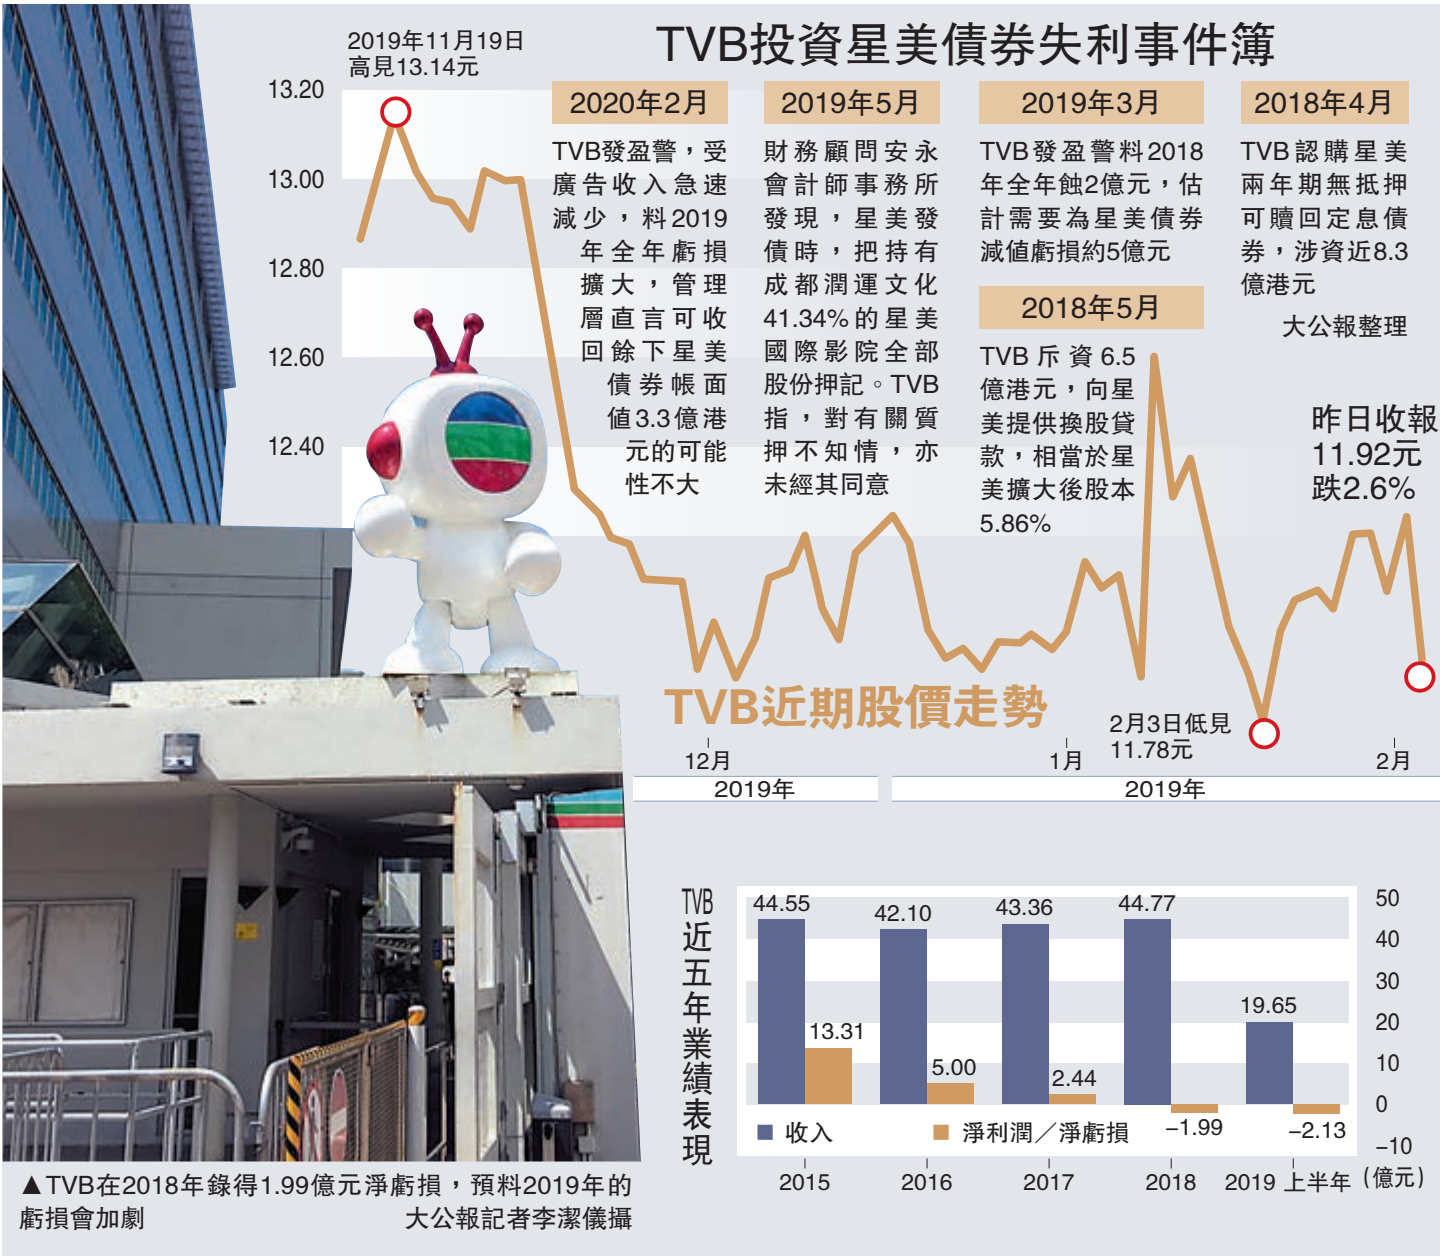 TVB投資星美債券失利事件簿
2019年11月19日
高見13.14元
13.20
13.00
12.80
12.60
12.40
2020年2月
TVB發盈警，受
廣告收入急速
減少，料2019
年全年虧損
擴大，管理
層直言可收
回餘下星美
債券帳面
值3.3億港
元的可能
性不大
2019年5月
財務顧問安永
會計師事務所
發現，星美發
債時，把持有
成都潤運文化
41.34%的星美
國際影院全部
股份押記。TVB
指，對有關質
押不知情，亦
未經其同意
2019年3月
TVB發盈警料2018
年全年蝕2億元，估
計需要為星美債券
減值虧損約5億元
2018年5月
TVB斥資6.5
億港元，向星
美提供換股貸
款，相當於星
美擴大後股本
5.86%
2018年4月
TVB認購星美
兩年期無抵押
可贖回定息債
券，涉資近8.3
億港元
大公報整理
昨日收報
11.92元
跌2.6%
TVB近期股價走勢
2月3日低見
11.78元
12月
1月
2月
2019年
2019年
TVB近五年業績表現
44.55
42.10
43.36
44.77
19.65
13.31
5.00
2.44
−1.99
−2.13
收入
淨利潤／淨虧損
50
40
30
20
10
0
−10
(億元)
2015
2016
2017
2018
2019 上半年
▲TVB在2018年錄得1.99億元淨虧損，預料2019年的
虧損會加劇
大公報記者李潔儀攝